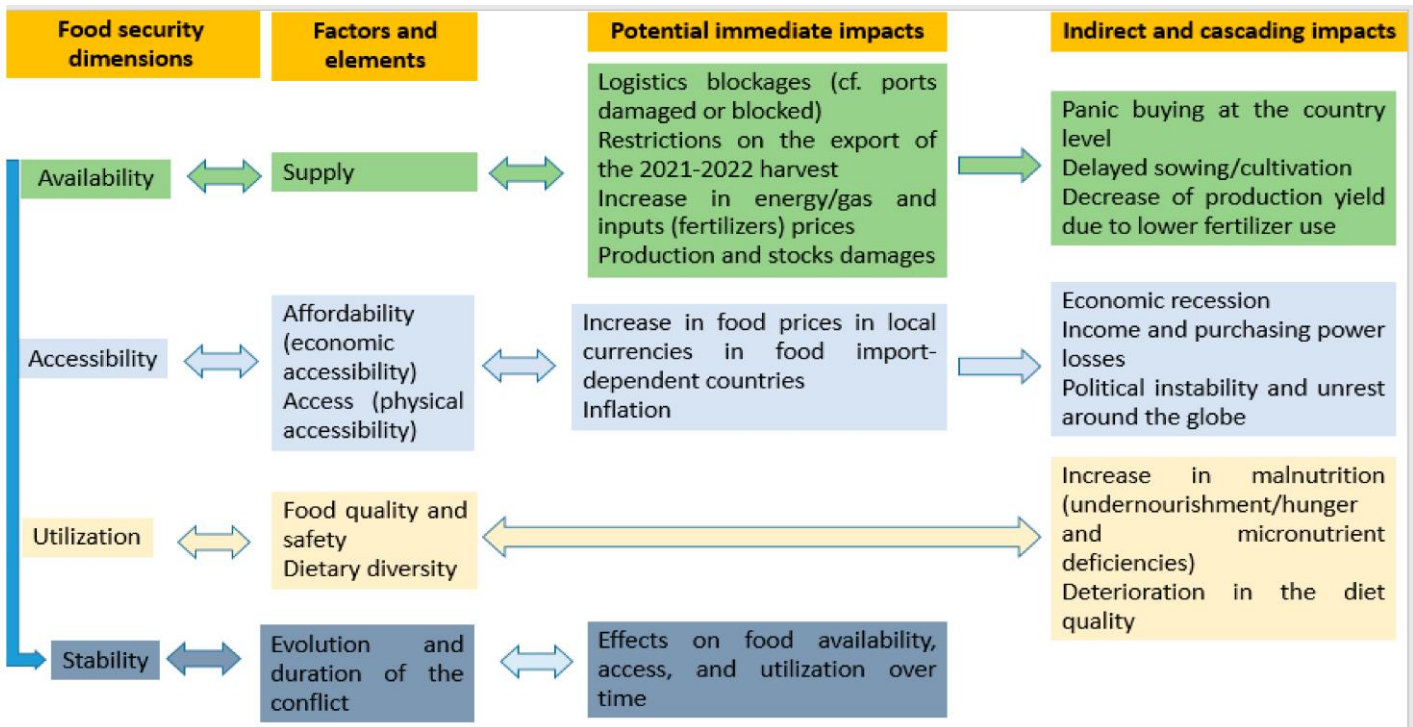 Food security
dimensions
Factors and
elements
Potential immediate impacts
Indirect and cascading impacts
Availability
Supply
Logistics blockages (cf. ports
damaged or blocked)
Restrictions on the export of
the 2021-2022 harvest
Increase in energy/gas and
inputs (fertilizers) prices
Production and stocks damages
Panic buying at the country
level
Delayed sowing/cultivation
Decrease of production yield
due to lower fertilizer use
Accessibility
Affordability
(economic
accessibility)
Access (physical
accessibility)
Increase in food prices in local
currencies in food import-
dependent countries
Inflation
Economic recession
Income and purchasing power
losses
Political instability and unrest
around the globe
Utilization
Food quality and
safety
Dietary diversity
Increase in malnutrition
(undernourishment/hunger
and micronutrient
deficiencies)
Deterioration in the diet
quality
Stability
Evolution and
duration of the
conflict
Effects on food availability,
access, and utilization over
time